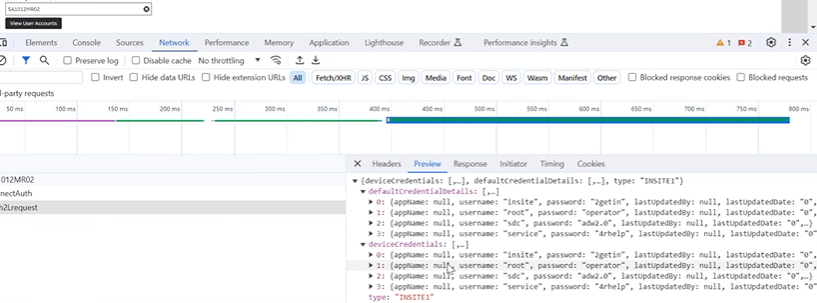 SA1012MR02
View User Accounts
Elements Console Sources Network Performance Memory Application Lighthouse Recorder Performance insights 1 2
Preserve log Disable cache No throttling
Invert Hide data URLs Hide extension URLs All Fetch/XHR JS CSS Img Media Font Doc WS Wasm Manifest Other Blocked response cookies Blocked requests
d-party requests
50 ms 100 ms 150 ms 200 ms 250 ms 300 ms 350 ms 400 ms 450 ms 500 ms 550 ms 600 ms 650 ms 700 ms 750 ms 800 ms
Headers Preview Response Initiator Timing Cookies
1012MR02
nectAuth
h2Lrequest
{deviceCredentials: [,…], defaultCredentialDetails: [,…], type: "INSITE1"}
defaultCredentialDetails: [,…]
0: {appName: null, username: "insite", password: "2getin", lastUpdatedBy: null, lastUpdatedDate: "0",
1: {appName: null, username: "root", password: "operator", lastUpdatedBy: null, lastUpdatedDate: "0",
2: {appName: null, username: "sdc", password: "adw2.0", lastUpdatedBy: null, lastUpdatedDate: "0",…}
3: {appName: null, username: "service", password: "4rhelp", lastUpdatedBy: null, lastUpdatedDate: "0",
deviceCredentials: [,…]
0: {appName: null, username: "insite", password: "2getin", lastUpdatedBy: null, lastUpdatedDate: "0",
1: {appName: null, username: "root", password: "operator", lastUpdatedBy: null, lastUpdatedDate: "0",
2: {appName: null, username: "sdc", password: "adw2.0", lastUpdatedBy: null, lastUpdatedDate: "0",…}
3: {appName: null, username: "service", password: "4rhelp", lastUpdatedBy: null, lastUpdatedDate: "0",
type: "INSITE1"